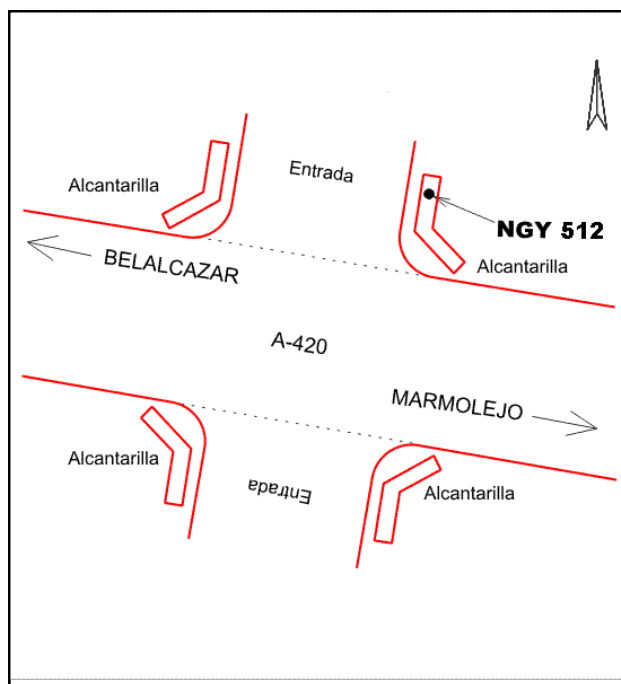 Entrada
Alcantarilla
NGY 512
Alcantarilla
BELALCAZAR
A-420
MARMOLEJO
Alcantarilla
Entrada
Alcantarilla